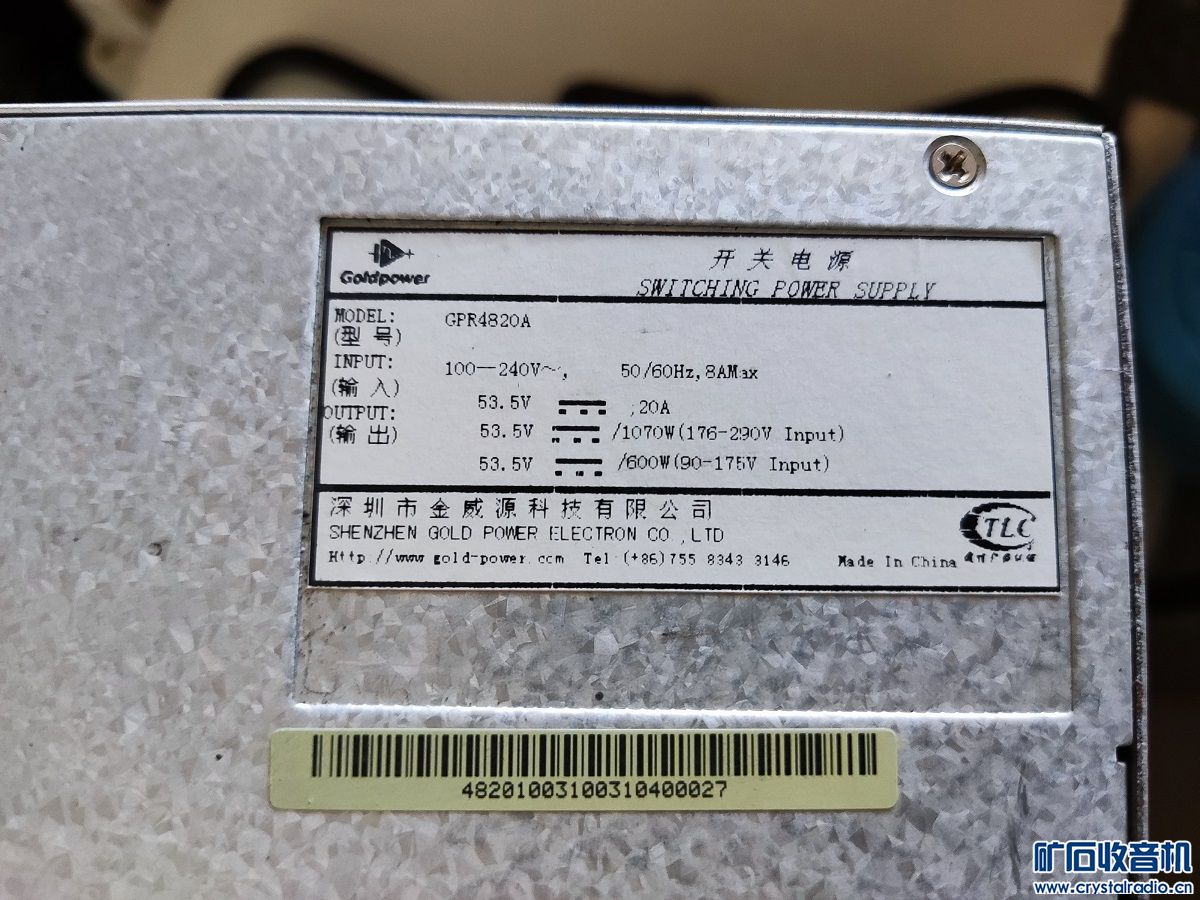 Goldpower
开关电源
SWITCHING POWER SUPPLY
MODEL: GPR4820A
(型号)
INPUT: 100--240V～, 50/60Hz,8AMax
(输入)
53.5V ,20A
OUTPUT:
(输出) 53.5V /1070W(176-290V Input)
53.5V /600W(90-175V Input)
深圳市金威源科技有限公司
SHENZHEN GOLD POWER ELECTRON CO.,LTD
Http://www.gold-power.com Tel:(+86)755 8343 3146 Made In China
TLC
48201003100310400027
矿石收音机
www.crystalradio.cn